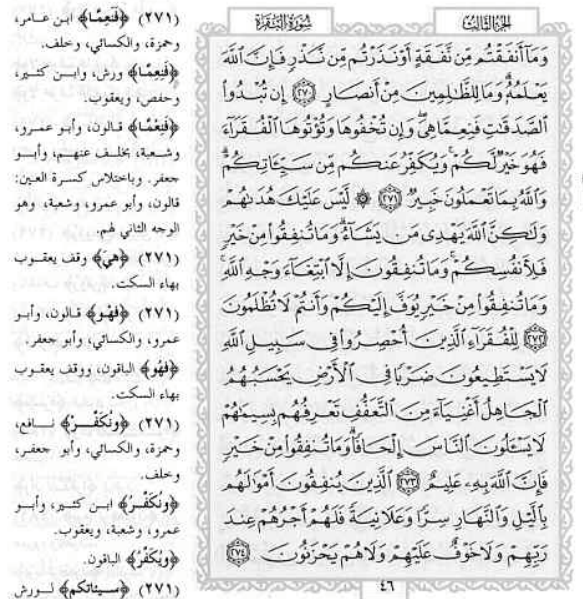 الجزء الثالث
سورة البقرة
وَمَآ أَنفَقْتُم مِّن نَّفَقَةٍ أَوْ نَذَرْتُم مِّن نَّذْرٍ فَإِنَّ ٱللَّهَ
يَعْلَمُهُۥ وَمَا لِلظَّٰلِمِينَ مِنْ أَنصَارٍ ﴿٢٧٠﴾ إِن تُبْدُوا۟
ٱلصَّدَقَٰتِ فَنِعِمَّا هِىَ وَإِن تُخْفُوهَا وَتُؤْتُوهَا ٱلْفُقَرَآءَ
فَهُوَ خَيْرٌ لَّكُمْ وَيُكَفِّرُ عَنكُم مِّن سَيِّـَٔاتِكُمْ
وَٱللَّهُ بِمَا تَعْمَلُونَ خَبِيرٌ ﴿٢٧١﴾ ۞ لَّيْسَ عَلَيْكَ هُدَىٰهُمْ
وَلَٰكِنَّ ٱللَّهَ يَهْدِى مَن يَشَآءُ وَمَا تُنفِقُوا۟ مِنْ خَيْرٍ
فَلِأَنفُسِكُمْ وَمَا تُنفِقُونَ إِلَّا ٱبْتِغَآءَ وَجْهِ ٱللَّهِ
وَمَا تُنفِقُوا۟ مِنْ خَيْرٍ يُوَفَّ إِلَيْكُمْ وَأَنتُمْ لَا تُظْلَمُونَ
﴿٢٧٢﴾ لِلْفُقَرَآءِ ٱلَّذِينَ أُحْصِرُوا۟ فِى سَبِيلِ ٱللَّهِ
لَا يَسْتَطِيعُونَ ضَرْبًا فِى ٱلْأَرْضِ يَحْسَبُهُمُ
ٱلْجَاهِلُ أَغْنِيَآءَ مِنَ ٱلتَّعَفُّفِ تَعْرِفُهُم بِسِيمَٰهُمْ
لَا يَسْـَٔلُونَ ٱلنَّاسَ إِلْحَافًا وَمَا تُنفِقُوا۟ مِنْ خَيْرٍ
فَإِنَّ ٱللَّهَ بِهِۦ عَلِيمٌ ﴿٢٧٣﴾ ٱلَّذِينَ يُنفِقُونَ أَمْوَٰلَهُم
بِٱلَّيْلِ وَٱلنَّهَارِ سِرًّا وَعَلَانِيَةً فَلَهُمْ أَجْرُهُمْ عِندَ
رَبِّهِمْ وَلَا خَوْفٌ عَلَيْهِمْ وَلَا هُمْ يَحْزَنُونَ ﴿٢٧٤﴾
٤٦
(٢٧١) ﴿فَنَعِمَّا﴾ ابن عامر،
وحمزة، والكسائي، وخلف.
﴿فَنِعِمَّا﴾ ورش، وابن كثير،
وحفص، ويعقوب.
﴿فَنِعْمَّا﴾ قالون، وأبو عمرو،
وشعبة، بخلف عنهم، وأبو
جعفر. وباختلاس كسرة العين:
قالون، وأبو عمرو، وشعبة، وهو
الوجه الثاني لهم.
(٢٧١) ﴿هِيَ﴾ وقف يعقوب
بهاء السكت.
(٢٧١) ﴿فَهْوَ﴾ قالون، وأبو
عمرو، والكسائي، وأبو جعفر.
﴿فَهُوَ﴾ الباقون، ووقف يعقوب
بهاء السكت.
(٢٧١) ﴿وَنُكَفِّرْ﴾ نافع،
وحمزة، والكسائي، وأبو جعفر،
وخلف.
﴿وَنُكَفِّرُ﴾ ابن كثير، وأبو
عمرو، وشعبة، ويعقوب.
﴿وَيُكَفِّرُ﴾ الباقون.
(٢٧١) ﴿سيئاتكم﴾ لورش